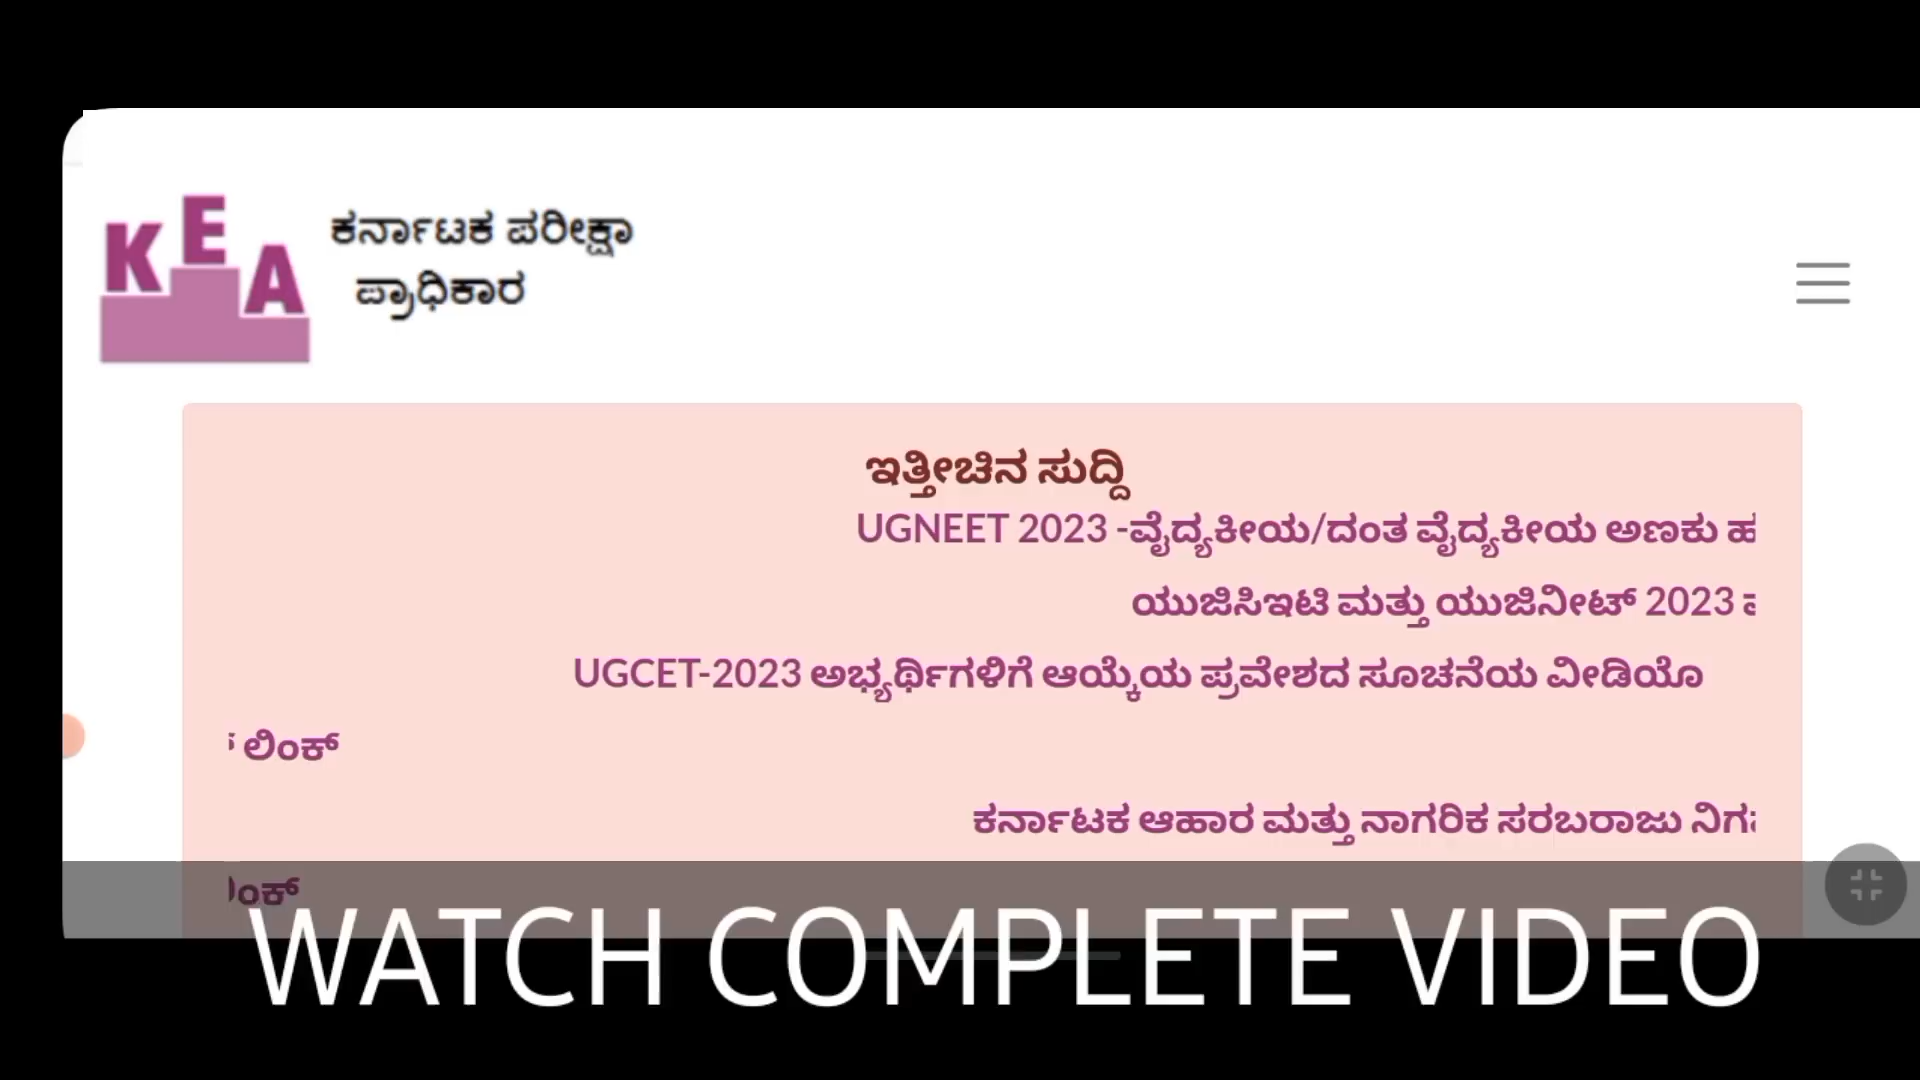 KEA
ಕರ್ನಾಟಕ ಪರೀಕ್ಷಾ
ಪ್ರಾಧಿಕಾರ
ಇತ್ತೀಚಿನ ಸುದ್ದಿ
UGNEET 2023 -ವೈದ್ಯಕೀಯ/ದಂತ ವೈದ್ಯಕೀಯ ಅಣಕು
ಯುಜಿಸಿಇಟಿ ಮತ್ತು ಯುಜಿನೀಟ್ 2023
UGCET-2023 ಅಭ್ಯರ್ಥಿಗಳಿಗೆ ಆಯ್ಕೆಯ ಪ್ರವೇಶದ ಸೂಚನೆಯ ವೀಡಿಯೊ
ಲಿಂಕ್
ಕರ್ನಾಟಕ ಆಹಾರ ಮತ್ತು ನಾಗರಿಕ ಸರಬರಾಜು
WATCH COMPLETE VIDEO